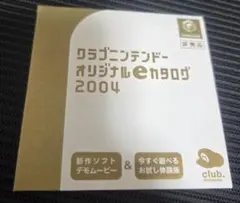 クラブニンテンドー
オリジナルeカタログ
2004
新作ソフト
デモムービー
&
今すぐ遊べる
お試し体験版
club.